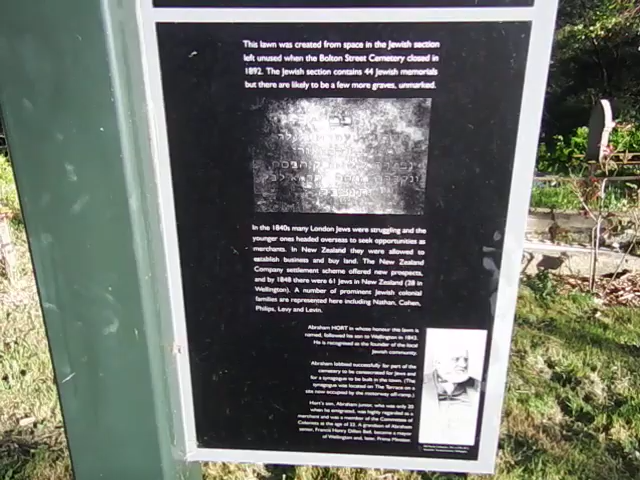 This lawn was created from space in the Jewish section
left unused when the Bolton Street Cemetery closed in
1892. The Jewish section contains 44 Jewish memorials
but there are likely to be a few more graves, unmarked.
In the 1840s many London Jews were struggling and the
younger ones headed overseas to seek opportunities as
merchants. In New Zealand they were allowed to
establish business and buy land. The New Zealand
Company settlement scheme offered new prospects,
and by 1848 there were 61 Jews in New Zealand (28 in
Wellington). A number of prominent Jewish colonial
families are represented here including Nathan, Cohen,
Philips, Levy and Levin.
Abraham HORT in whose honour this lawn is
named, followed his son to Wellington in 1843.
He is recognised as the founder of the local
Jewish community.
Abraham lobbied successfully for part of the
cemetery to be consecrated for Jews and
for a synagogue to be built in the town. (The
synagogue was located on The Terrace on a
site now occupied by the motorway off-ramp.)
Hort's son, Abraham junior, who was only 20
when he emigrated, was highly regarded as a
merchant and was a member of the Committee of
Colonists at the age of 23. A grandson of Abraham
senior, Francis Henry Dillon Bell, became a mayor
of Wellington and, later, Prime Minister.